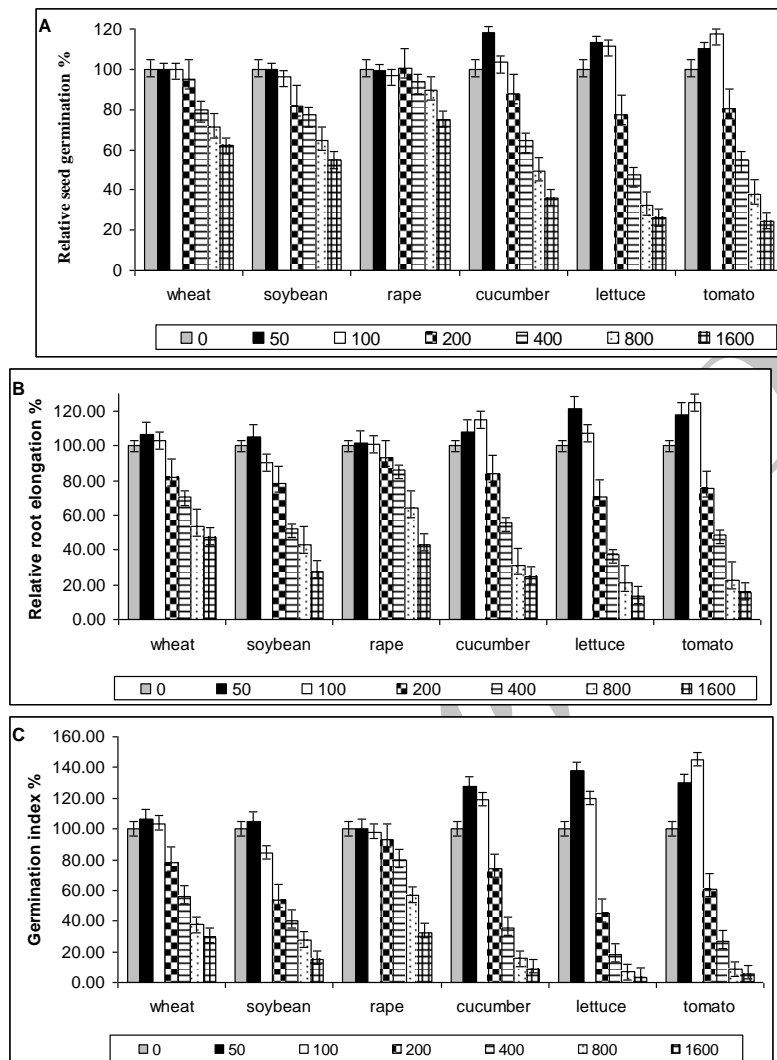 A
Relative seed germination %
120
100
80
60
40
20
0
wheat soybean rape cucumber lettuce tomato
0 50 100 200 400 800 1600
B
Relative root elongation %
120.00
100.00
80.00
60.00
40.00
20.00
0.00
wheat soybean rape cucumber lettuce tomato
0 50 100 200 400 800 1600
C
Germination index %
160.00
140.00
120.00
100.00
80.00
60.00
40.00
20.00
0.00
wheat soybean rape cucumber lettuce tomato
0 50 100 200 400 800 1600